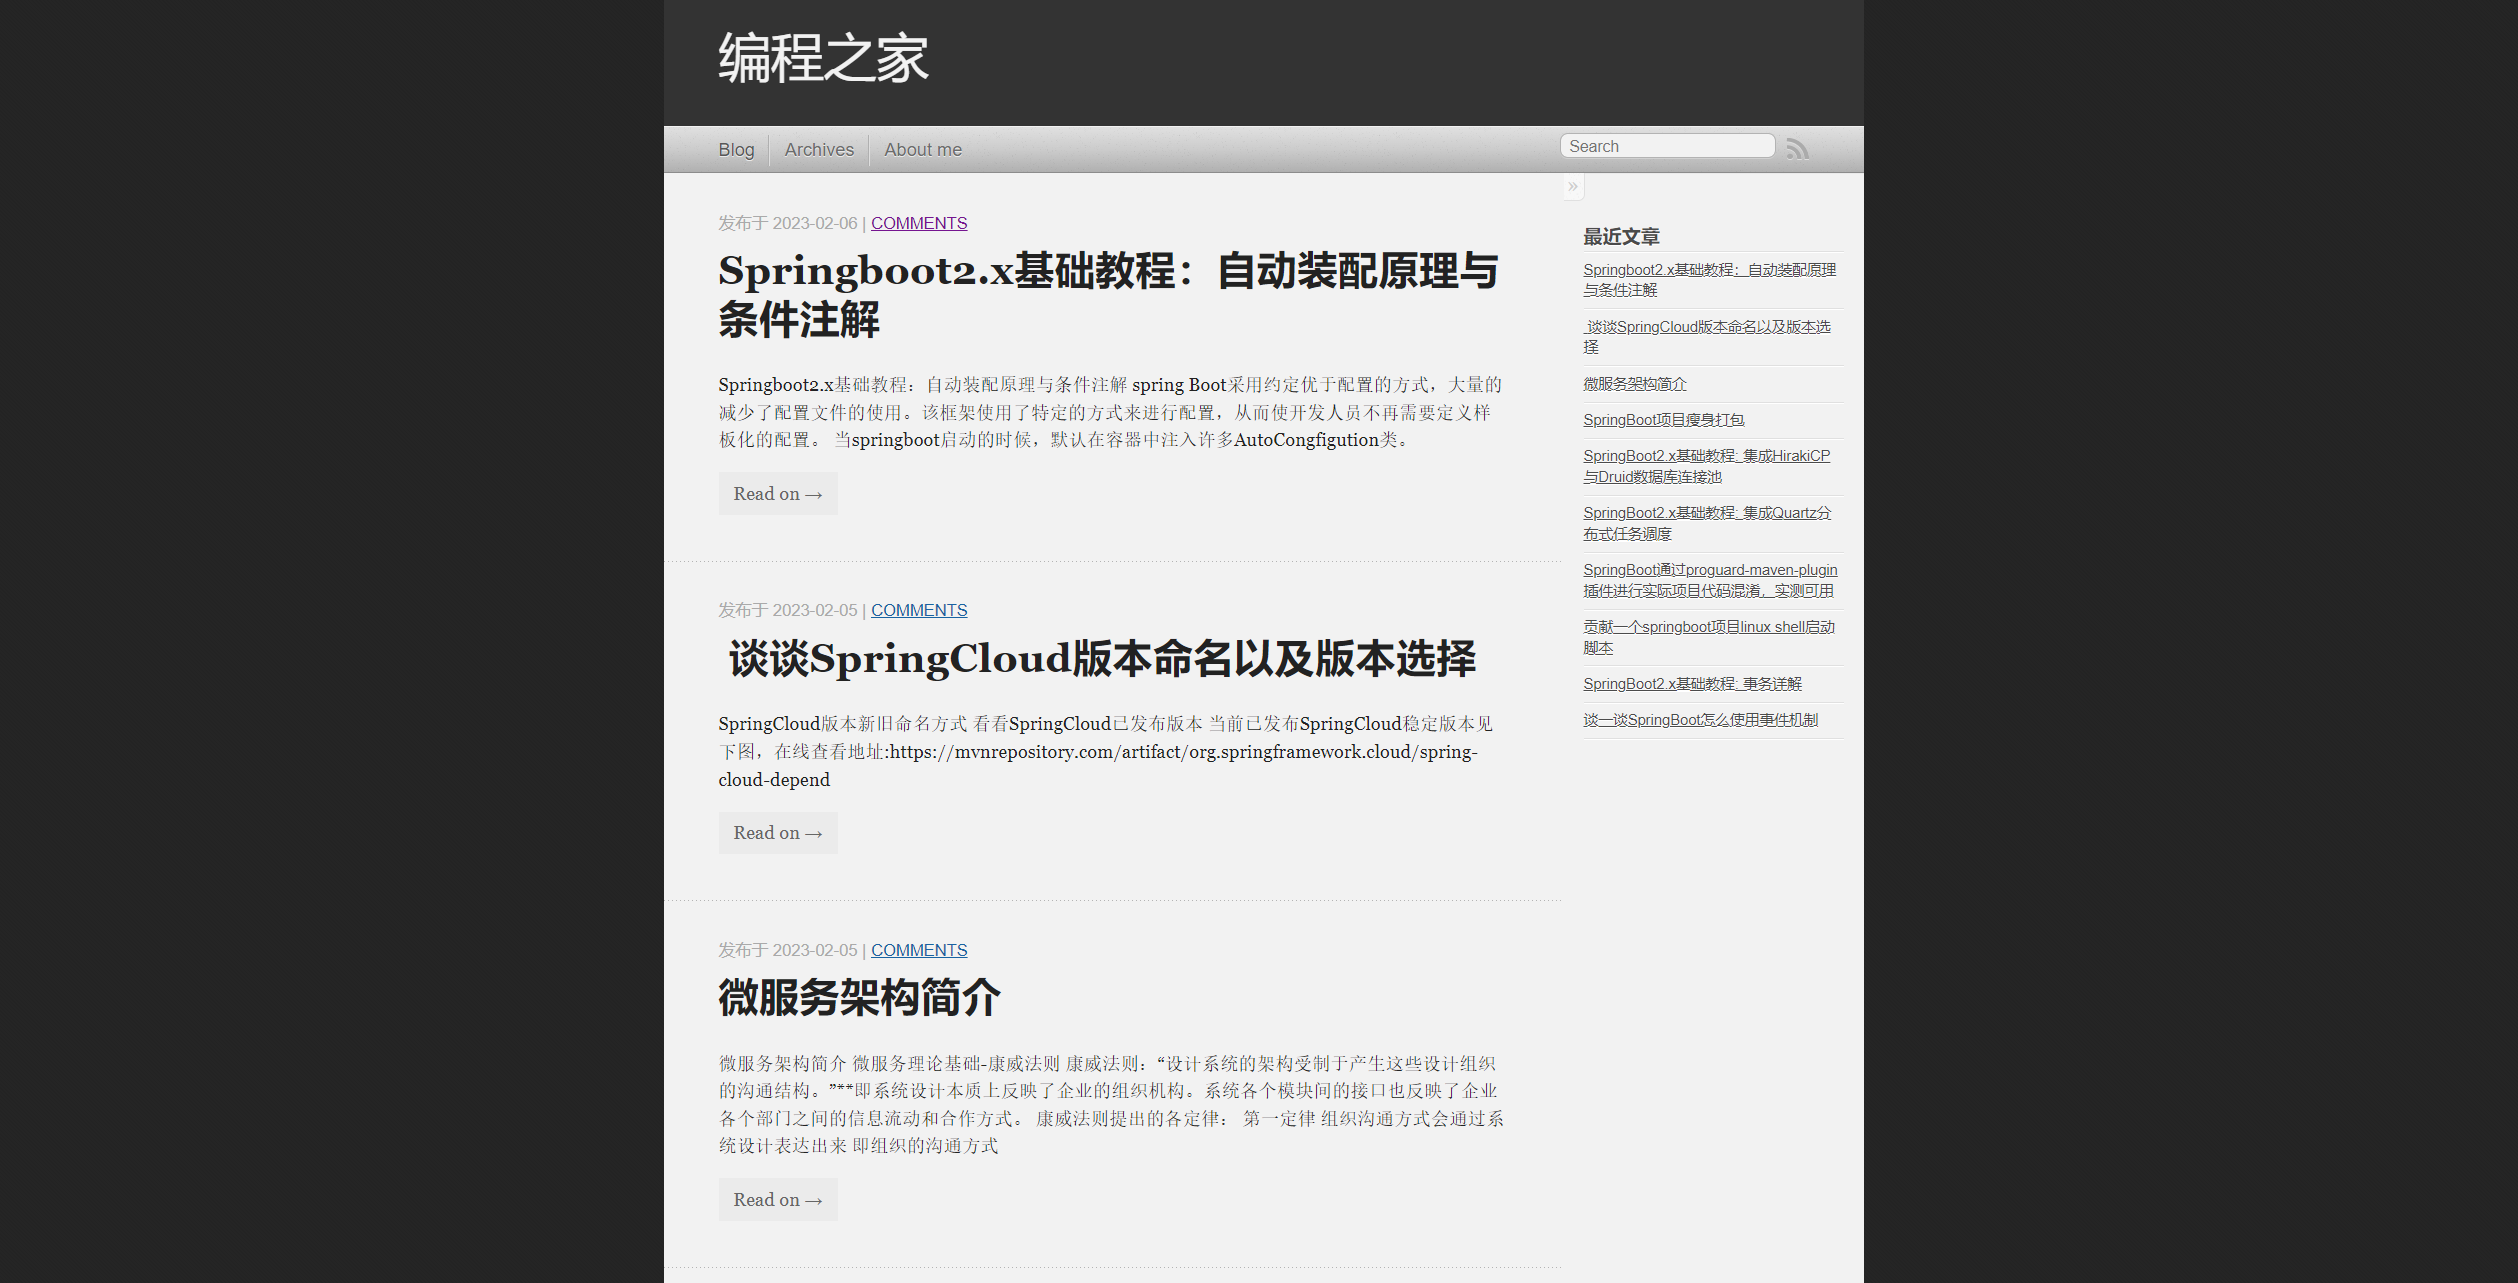 编程之家
Blog
Archives
About me
Search
»
发布于 2023-02-06 | COMMENTS
Springboot2.x基础教程：自动装配原理与
条件注解
Springboot2.x基础教程：自动装配原理与条件注解 spring Boot采用约定优于配置的方式，大量的
减少了配置文件的使用。该框架使用了特定的方式来进行配置，从而使开发人员不再需要定义样
板化的配置。 当springboot启动的时候，默认在容器中注入许多AutoCongfigution类。
Read on →
发布于 2023-02-05 | COMMENTS
谈谈SpringCloud版本命名以及版本选择
SpringCloud版本新旧命名方式 看看SpringCloud已发布版本 当前已发布SpringCloud稳定版本见
下图，在线查看地址:https://mvnrepository.com/artifact/org.springframework.cloud/spring-
cloud-depend
Read on →
发布于 2023-02-05 | COMMENTS
微服务架构简介
微服务架构简介 微服务理论基础-康威法则 康威法则：“设计系统的架构受制于产生这些设计组织
的沟通结构。”**即系统设计本质上反映了企业的组织机构。系统各个模块间的接口也反映了企业
各个部门之间的信息流动和合作方式。 康威法则提出的各定律： 第一定律 组织沟通方式会通过系
统设计表达出来 即组织的沟通方式
Read on →
最近文章
Springboot2.x基础教程：自动装配原理
与条件注解
谈谈SpringCloud版本命名以及版本选
择
微服务架构简介
SpringBoot项目瘦身打包
SpringBoot2.x基础教程: 集成HirakiCP
与Druid数据库连接池
SpringBoot2.x基础教程: 集成Quartz分
布式任务调度
SpringBoot通过proguard-maven-plugin
插件进行实际项目代码混淆，实测可用
贡献一个springboot项目linux shell启动
脚本
SpringBoot2.x基础教程: 事务详解
谈一谈SpringBoot怎么使用事件机制